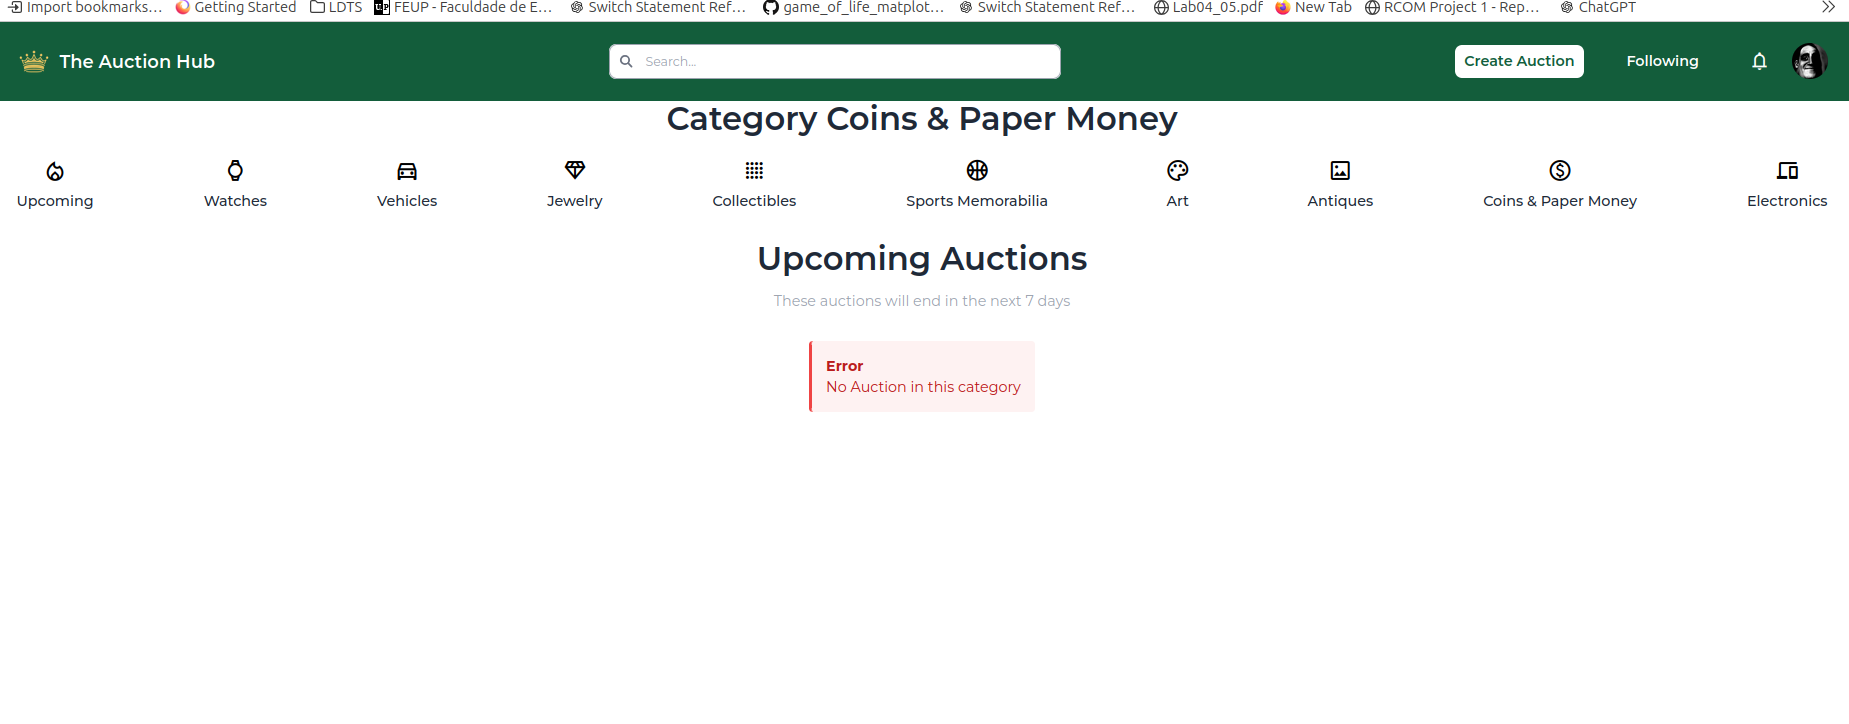 Import bookmarks... Getting Started LDTS FEUP - Faculdade de E... Switch Statement Ref... game_of_life_matplot... Switch Statement Ref... Lab04_05.pdf New Tab RCOM Project 1 - Rep... ChatGPT
The Auction Hub Search... Create Auction Following
Category Coins & Paper Money
Upcoming Watches Vehicles Jewelry Collectibles Sports Memorabilia Art Antiques Coins & Paper Money Electronics
Upcoming Auctions
These auctions will end in the next 7 days
Error
No Auction in this category